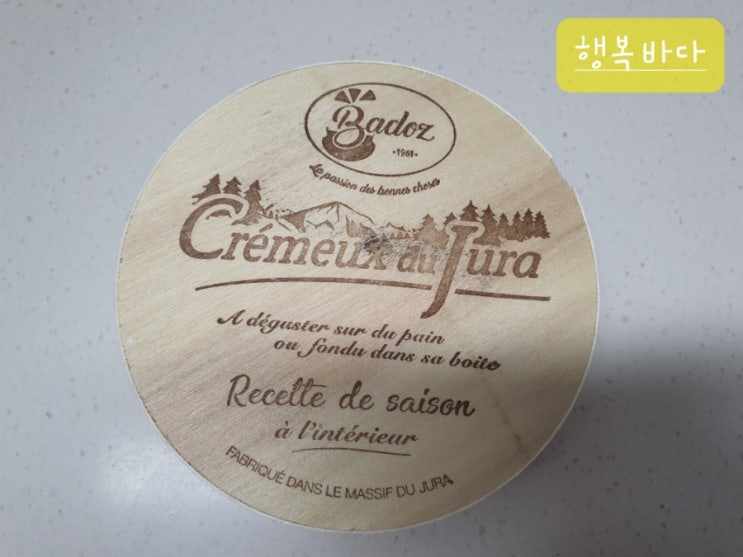 행복바다
Badoz
-1961-
La passion des bonnes choses
Crémeux du Jura
A déguster sur du pain
ou fondu dans sa boîte
Recette de saison
à l'intérieur
FABRIQUÉ DANS LE MASSIF DU JURA